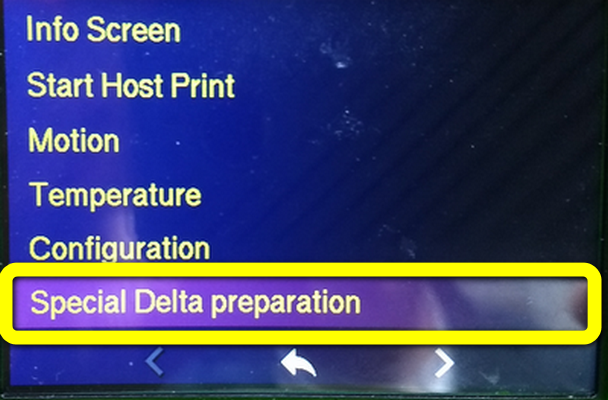 Info Screen
Start Host Print
Motion
Temperature
Configuration
Special Delta preparation